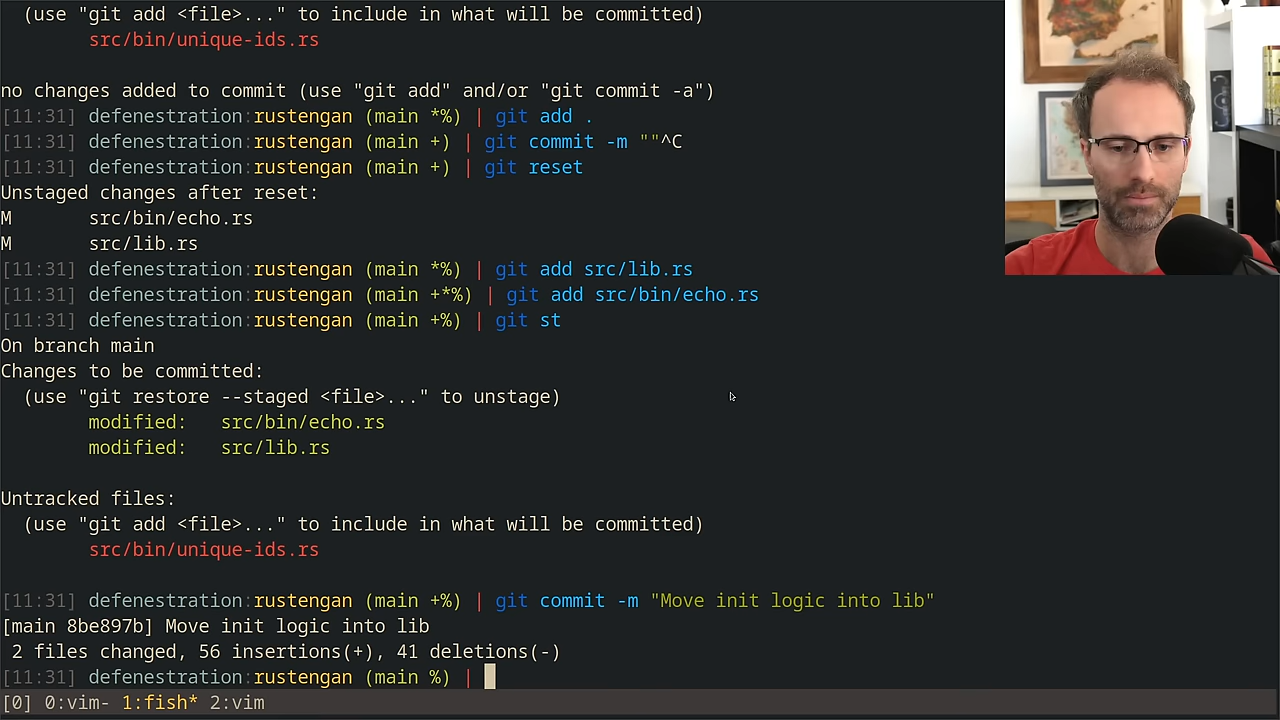 (use "git add <file>..." to include in what will be committed)
src/bin/unique-ids.rs
no changes added to commit (use "git add" and/or "git commit -a")
[11:31] defenestration:rustengan (main *%) | git add .
[11:31] defenestration:rustengan (main +) | git commit -m ""^C
[11:31] defenestration:rustengan (main +) | git reset
Unstaged changes after reset:
M       src/bin/echo.rs
M       src/lib.rs
[11:31] defenestration:rustengan (main *%) | git add src/lib.rs
[11:31] defenestration:rustengan (main +*%) | git add src/bin/echo.rs
[11:31] defenestration:rustengan (main +%) | git st
On branch main
Changes to be committed:
(use "git restore --staged <file>..." to unstage)
modified:   src/bin/echo.rs
modified:   src/lib.rs
Untracked files:
(use "git add <file>..." to include in what will be committed)
src/bin/unique-ids.rs
[11:31] defenestration:rustengan (main +%) | git commit -m "Move init logic into lib"
[main 8be897b] Move init logic into lib
2 files changed, 56 insertions(+), 41 deletions(-)
[11:31] defenestration:rustengan (main %) |
[0] 0:vim- 1:fish* 2:vim